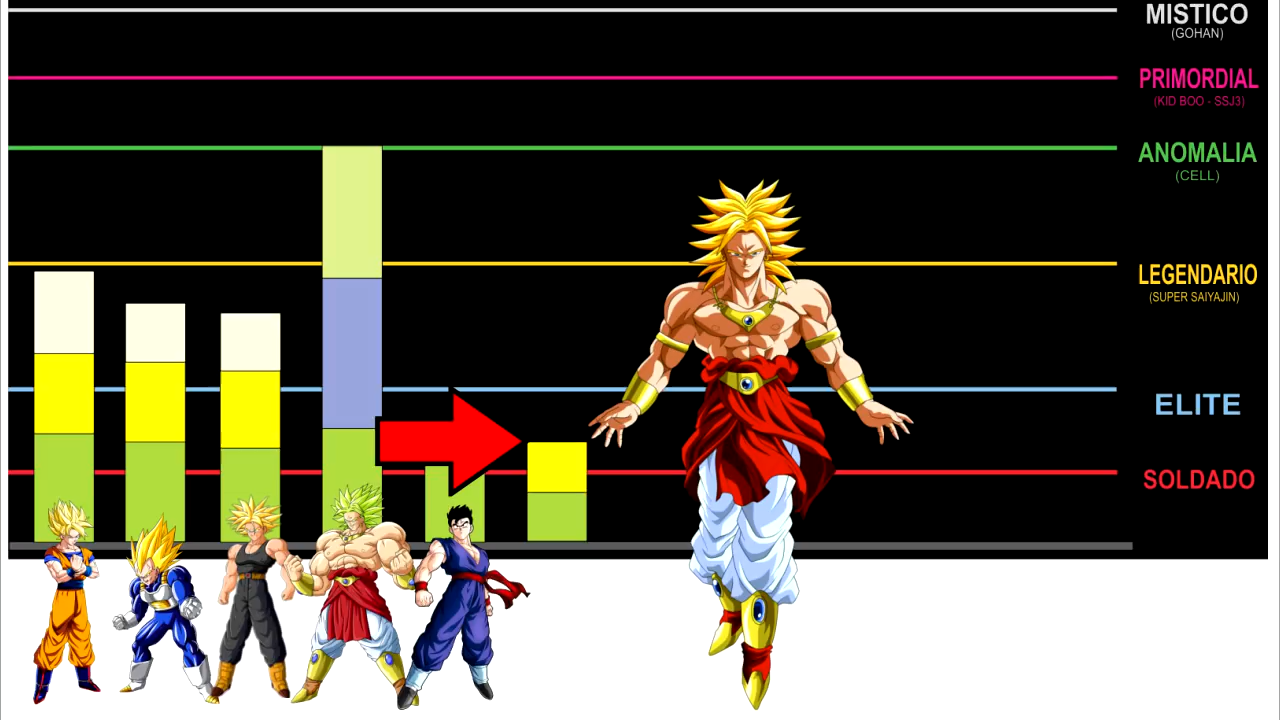 MISTICO
(GOHAN)
PRIMORDIAL
(KID BOO - SSJ3)
ANOMALIA
(CELL)
LEGENDARIO
(SUPER SAIYAJIN)
ELITE
SOLDADO